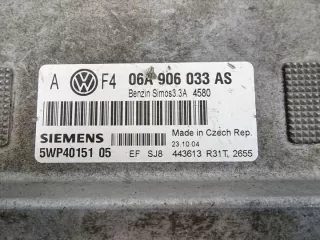 A VW F4 06A 906 033 AS
Benzin Simos3.3A 4580
SIEMENS Made in Czech Rep.
23.10.04
5WP40151 05 EF SJ8 443613 R31T, 2655